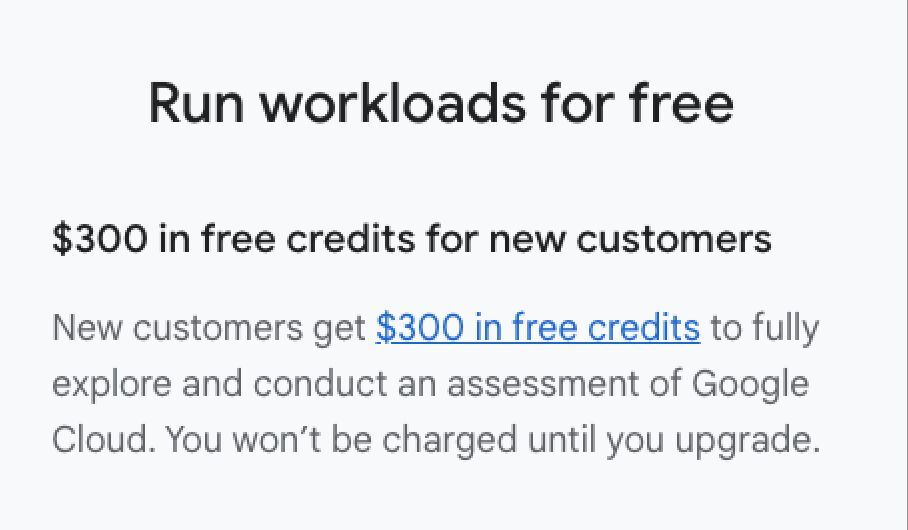 Run workloads for free
$300 in free credits for new customers
New customers get $300 in free credits to fully
explore and conduct an assessment of Google
Cloud. You won’t be charged until you upgrade.